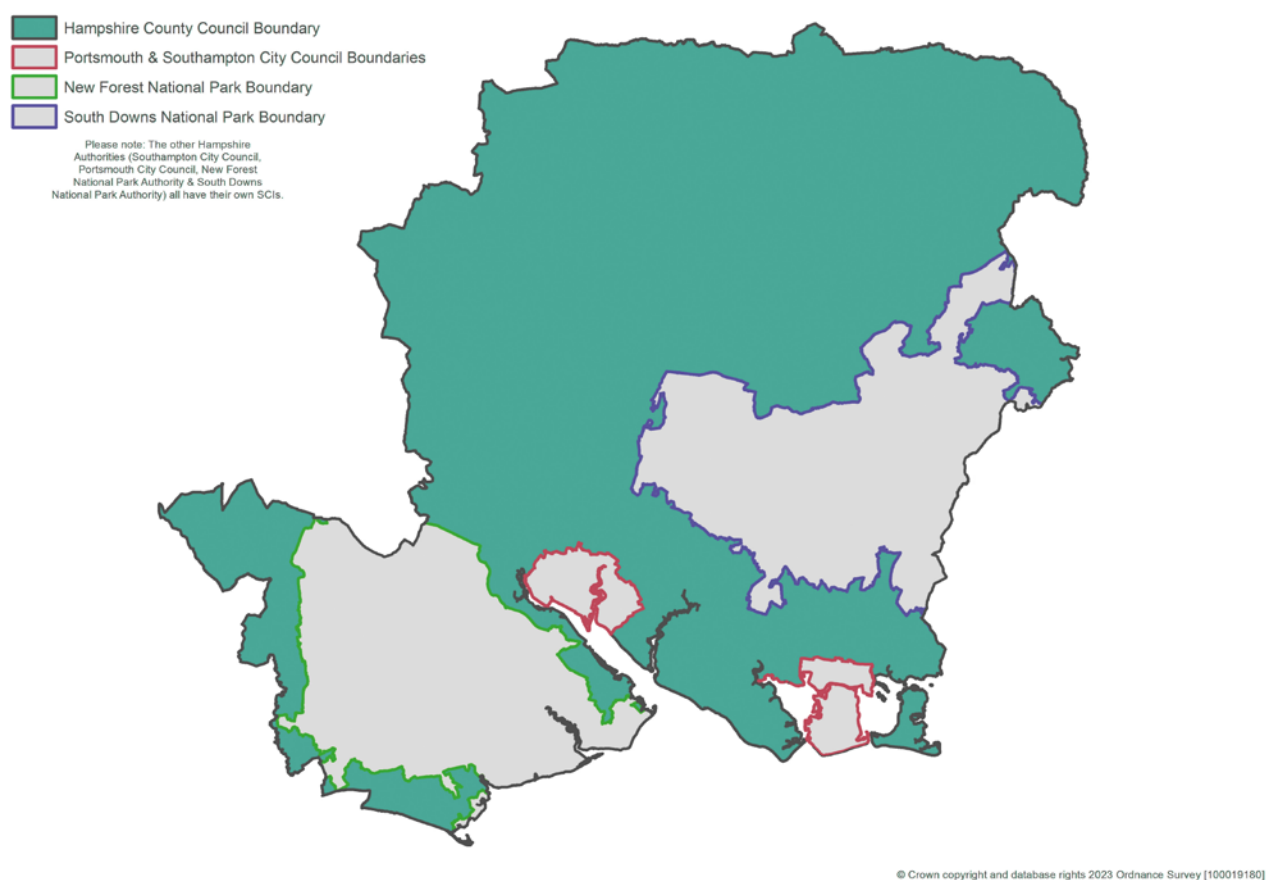 Hampshire County Council Boundary
Portsmouth & Southampton City Council Boundaries
New Forest National Park Boundary
South Downs National Park Boundary
Please note: The other Hampshire
Authorities (Southampton City Council,
Portsmouth City Council, New Forest
National Park Authority & South Downs
National Park Authority) all have their own SCIs.
© Crown copyright and database rights 2023 Ordnance Survey [100019180]